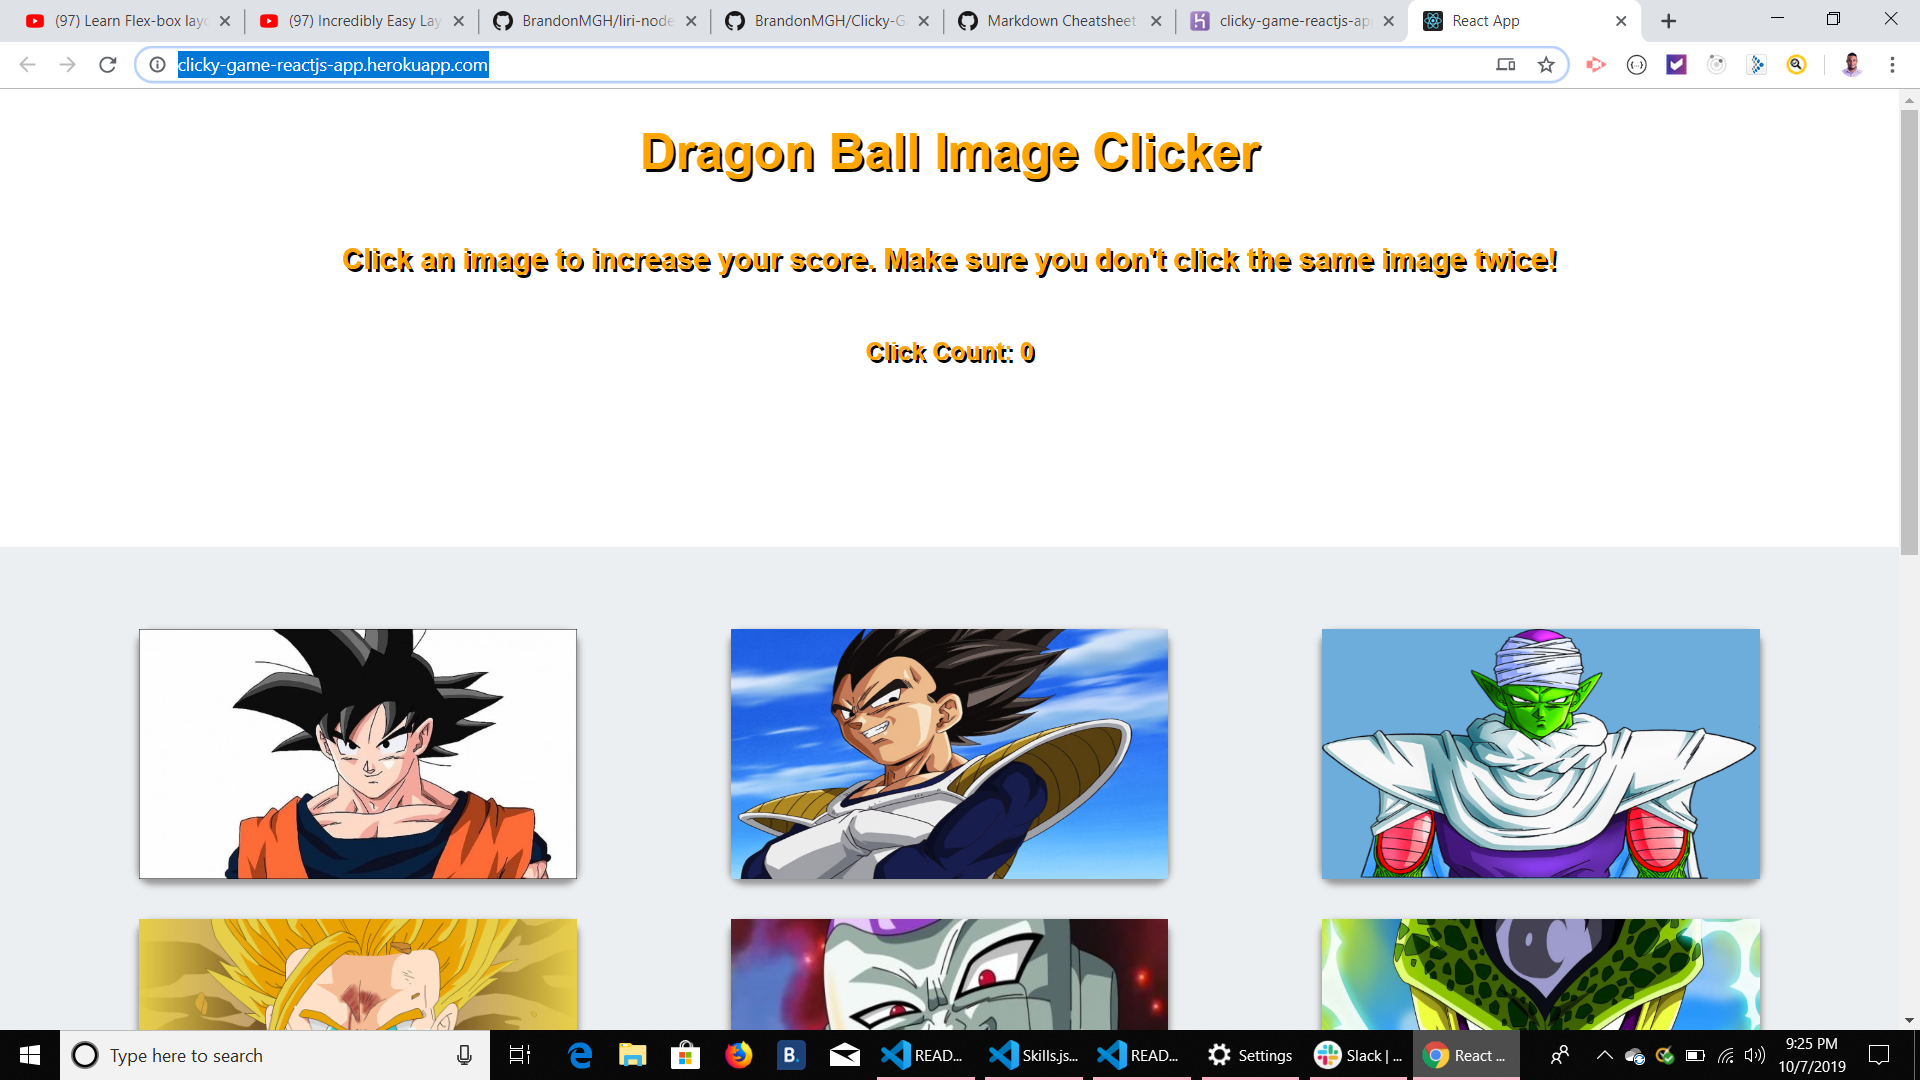 (97) Learn Flex-box layo
(97) Incredibly Easy Lay
BrandonMGH/liri-node
BrandonMGH/Clicky-G
Markdown Cheatsheet
clicky-game-reactjs-ap
React App
clicky-game-reactjs-app.herokuapp.com
Dragon Ball Image Clicker
Click an image to increase your score. Make sure you don't click the same image twice!
Click Count: 0
Type here to search
B.
READ...
Skills.js...
READ...
Settings
Slack | ...
React ...
9:25 PM
10/7/2019